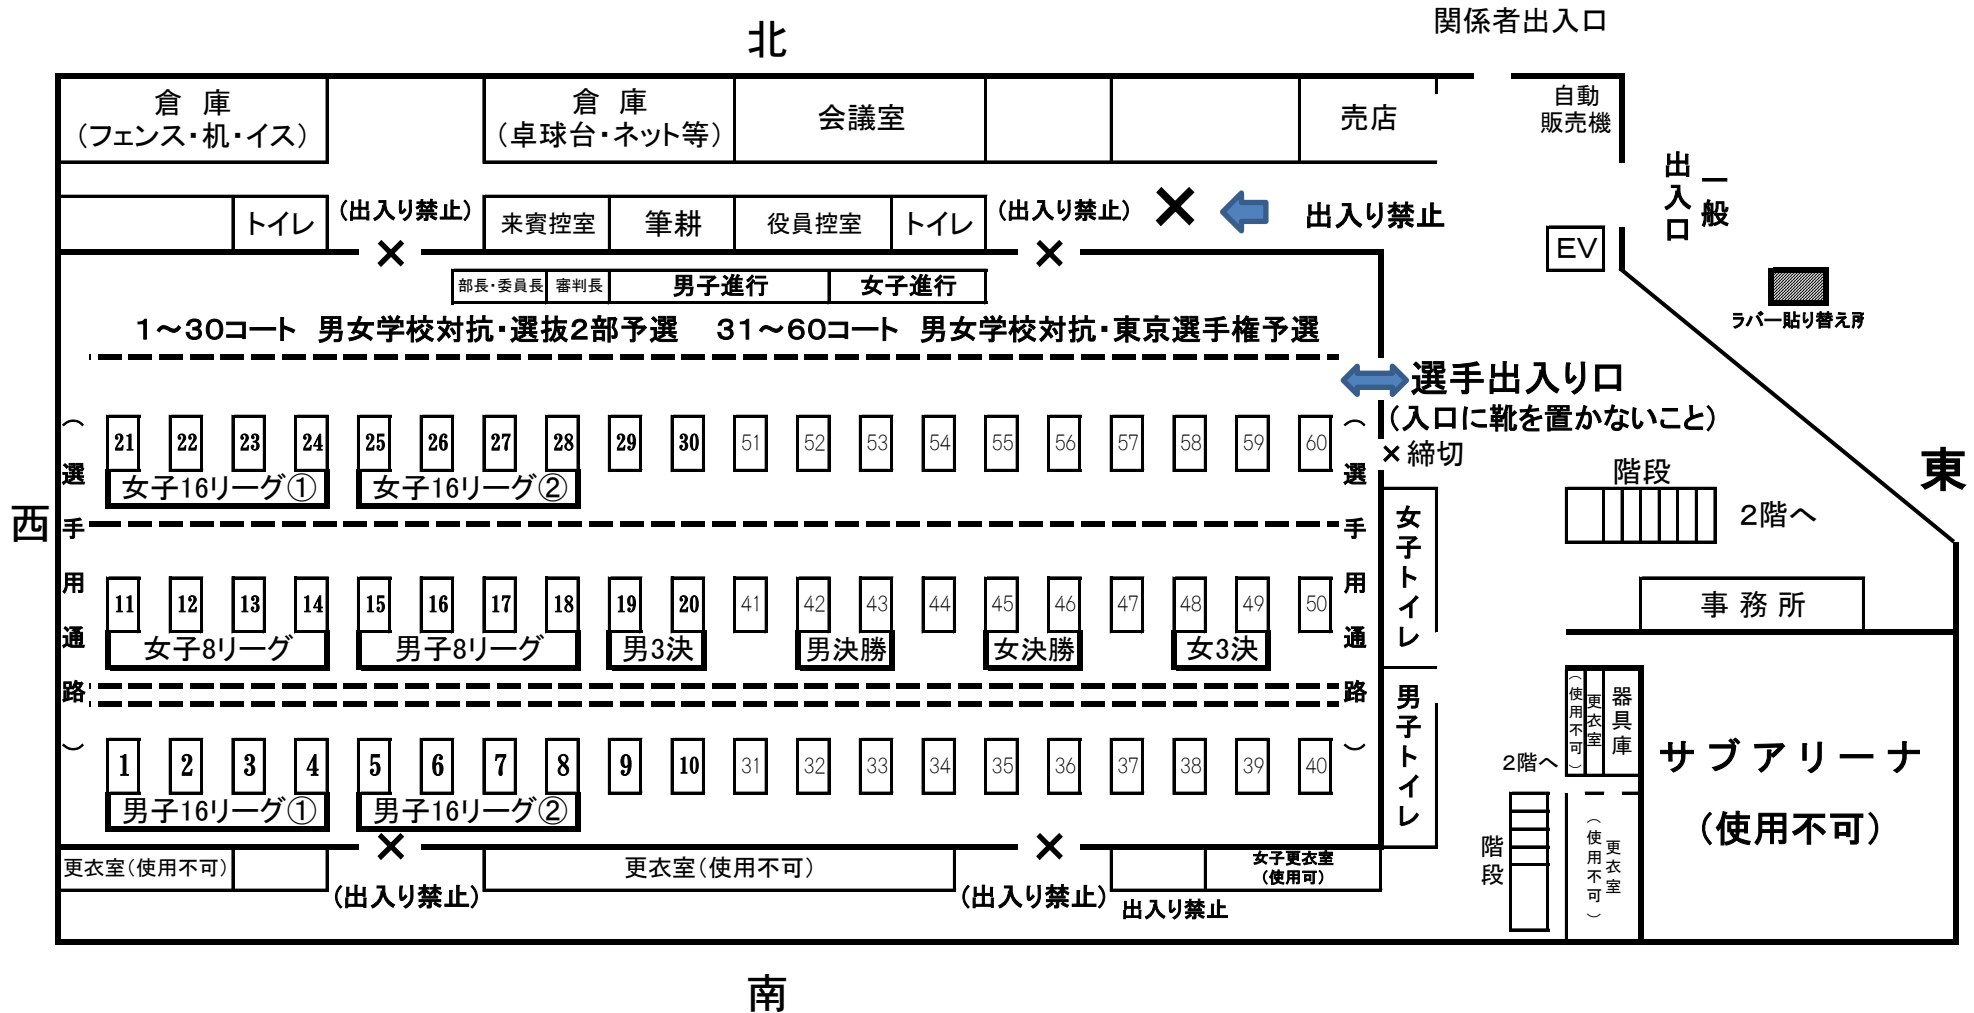 北
関係者出入口
倉 庫
(フェンス・机・イス)
倉 庫
(卓球台・ネット等)
会議室
売店
自動
販売機
一般
出入口
トイレ
(出入り禁止)
来賓控室
筆耕
役員控室
トイレ
(出入り禁止)
×
出入り禁止
×
×
EV
部長・委員長
審判長
男子進行
女子進行
ラバー貼り替え所
1～30コート 男女学校対抗・選抜2部予選 31～60コート 男女学校対抗・東京選手権予選
選手出入り口
(入口に靴を置かないこと)
×締切
(選手用通路)
21 22 23 24 25 26 27 28 29 30 51 52 53 54 55 56 57 58 59 60
女子16リーグ① 女子16リーグ②
(選手用通路)
階段
2階へ
東
西
女子トイレ
11 12 13 14 15 16 17 18 19 20 41 42 43 44 45 46 47 48 49 50
女子8リーグ 男子8リーグ 男3決 男決勝 女決勝 女3決
事務所
男子トイレ
(使用不可)
更衣室
器具庫
サブアリーナ
(使用不可)
1 2 3 4 5 6 7 8 9 10 31 32 33 34 35 36 37 38 39 40
男子16リーグ① 男子16リーグ②
2階へ
階段
更衣室
(使用不可)
×
×
更衣室(使用不可)
(出入り禁止)
更衣室(使用不可)
(出入り禁止)
女子更衣室
(使用可)
出入り禁止
南